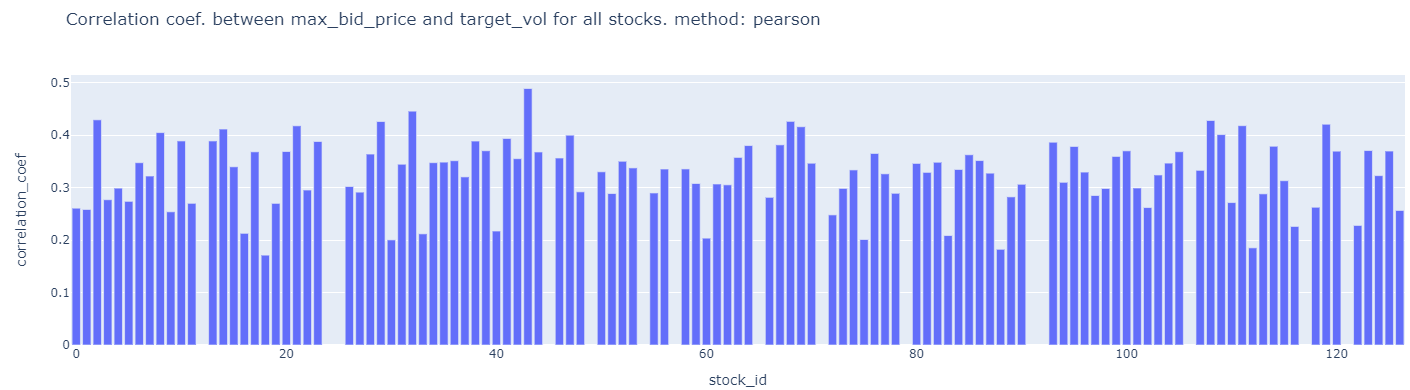 Correlation coef. between max_bid_price and target_vol for all stocks. method: pearson
correlation_coef
0.5
0.4
0.3
0.2
0.1
0
0 20 40 60 80 100 120
stock_id